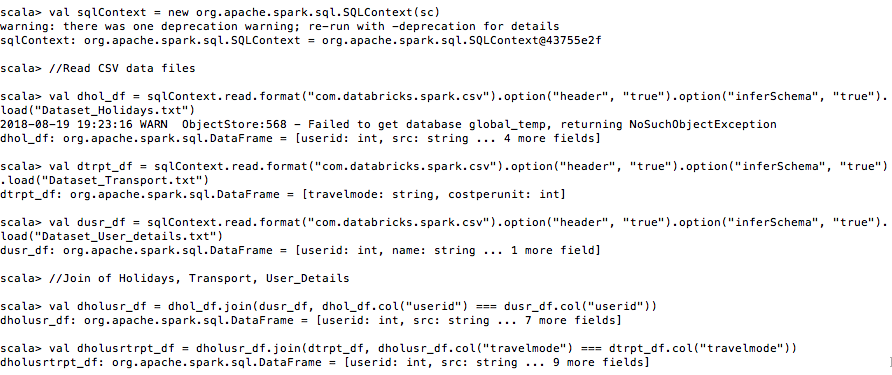 scala> val sqlContext = new org.apache.spark.sql.SQLContext(sc)
warning: there was one deprecation warning; re-run with -deprecation for details
sqlContext: org.apache.spark.sql.SQLContext = org.apache.spark.sql.SQLContext@43755e2f
scala> //Read CSV data files
scala> val dhol_df = sqlContext.read.format("com.databricks.spark.csv").option("header", "true").option("inferSchema", "true").
load("Dataset_Holidays.txt")
2018-08-19 19:23:16 WARN  ObjectStore:568 - Failed to get database global_temp, returning NoSuchObjectException
dhol_df: org.apache.spark.sql.DataFrame = [userid: int, src: string ... 4 more fields]
scala> val dtrpt_df = sqlContext.read.format("com.databricks.spark.csv").option("header", "true").option("inferSchema", "true")
.load("Dataset_Transport.txt")
dtrpt_df: org.apache.spark.sql.DataFrame = [travelmode: string, costperunit: int]
scala> val dusr_df = sqlContext.read.format("com.databricks.spark.csv").option("header", "true").option("inferSchema", "true").
load("Dataset_User_details.txt")
dusr_df: org.apache.spark.sql.DataFrame = [userid: int, name: string ... 1 more field]
scala> //Join of Holidays, Transport, User_Details
scala> val dholusr_df = dhol_df.join(dusr_df, dhol_df.col("userid") === dusr_df.col("userid"))
dholusr_df: org.apache.spark.sql.DataFrame = [userid: int, src: string ... 7 more fields]
scala> val dholusrtrpt_df = dholusr_df.join(dtrpt_df, dholusr_df.col("travelmode") === dtrpt_df.col("travelmode"))
dholusrtrpt_df: org.apache.spark.sql.DataFrame = [userid: int, src: string ... 9 more fields]